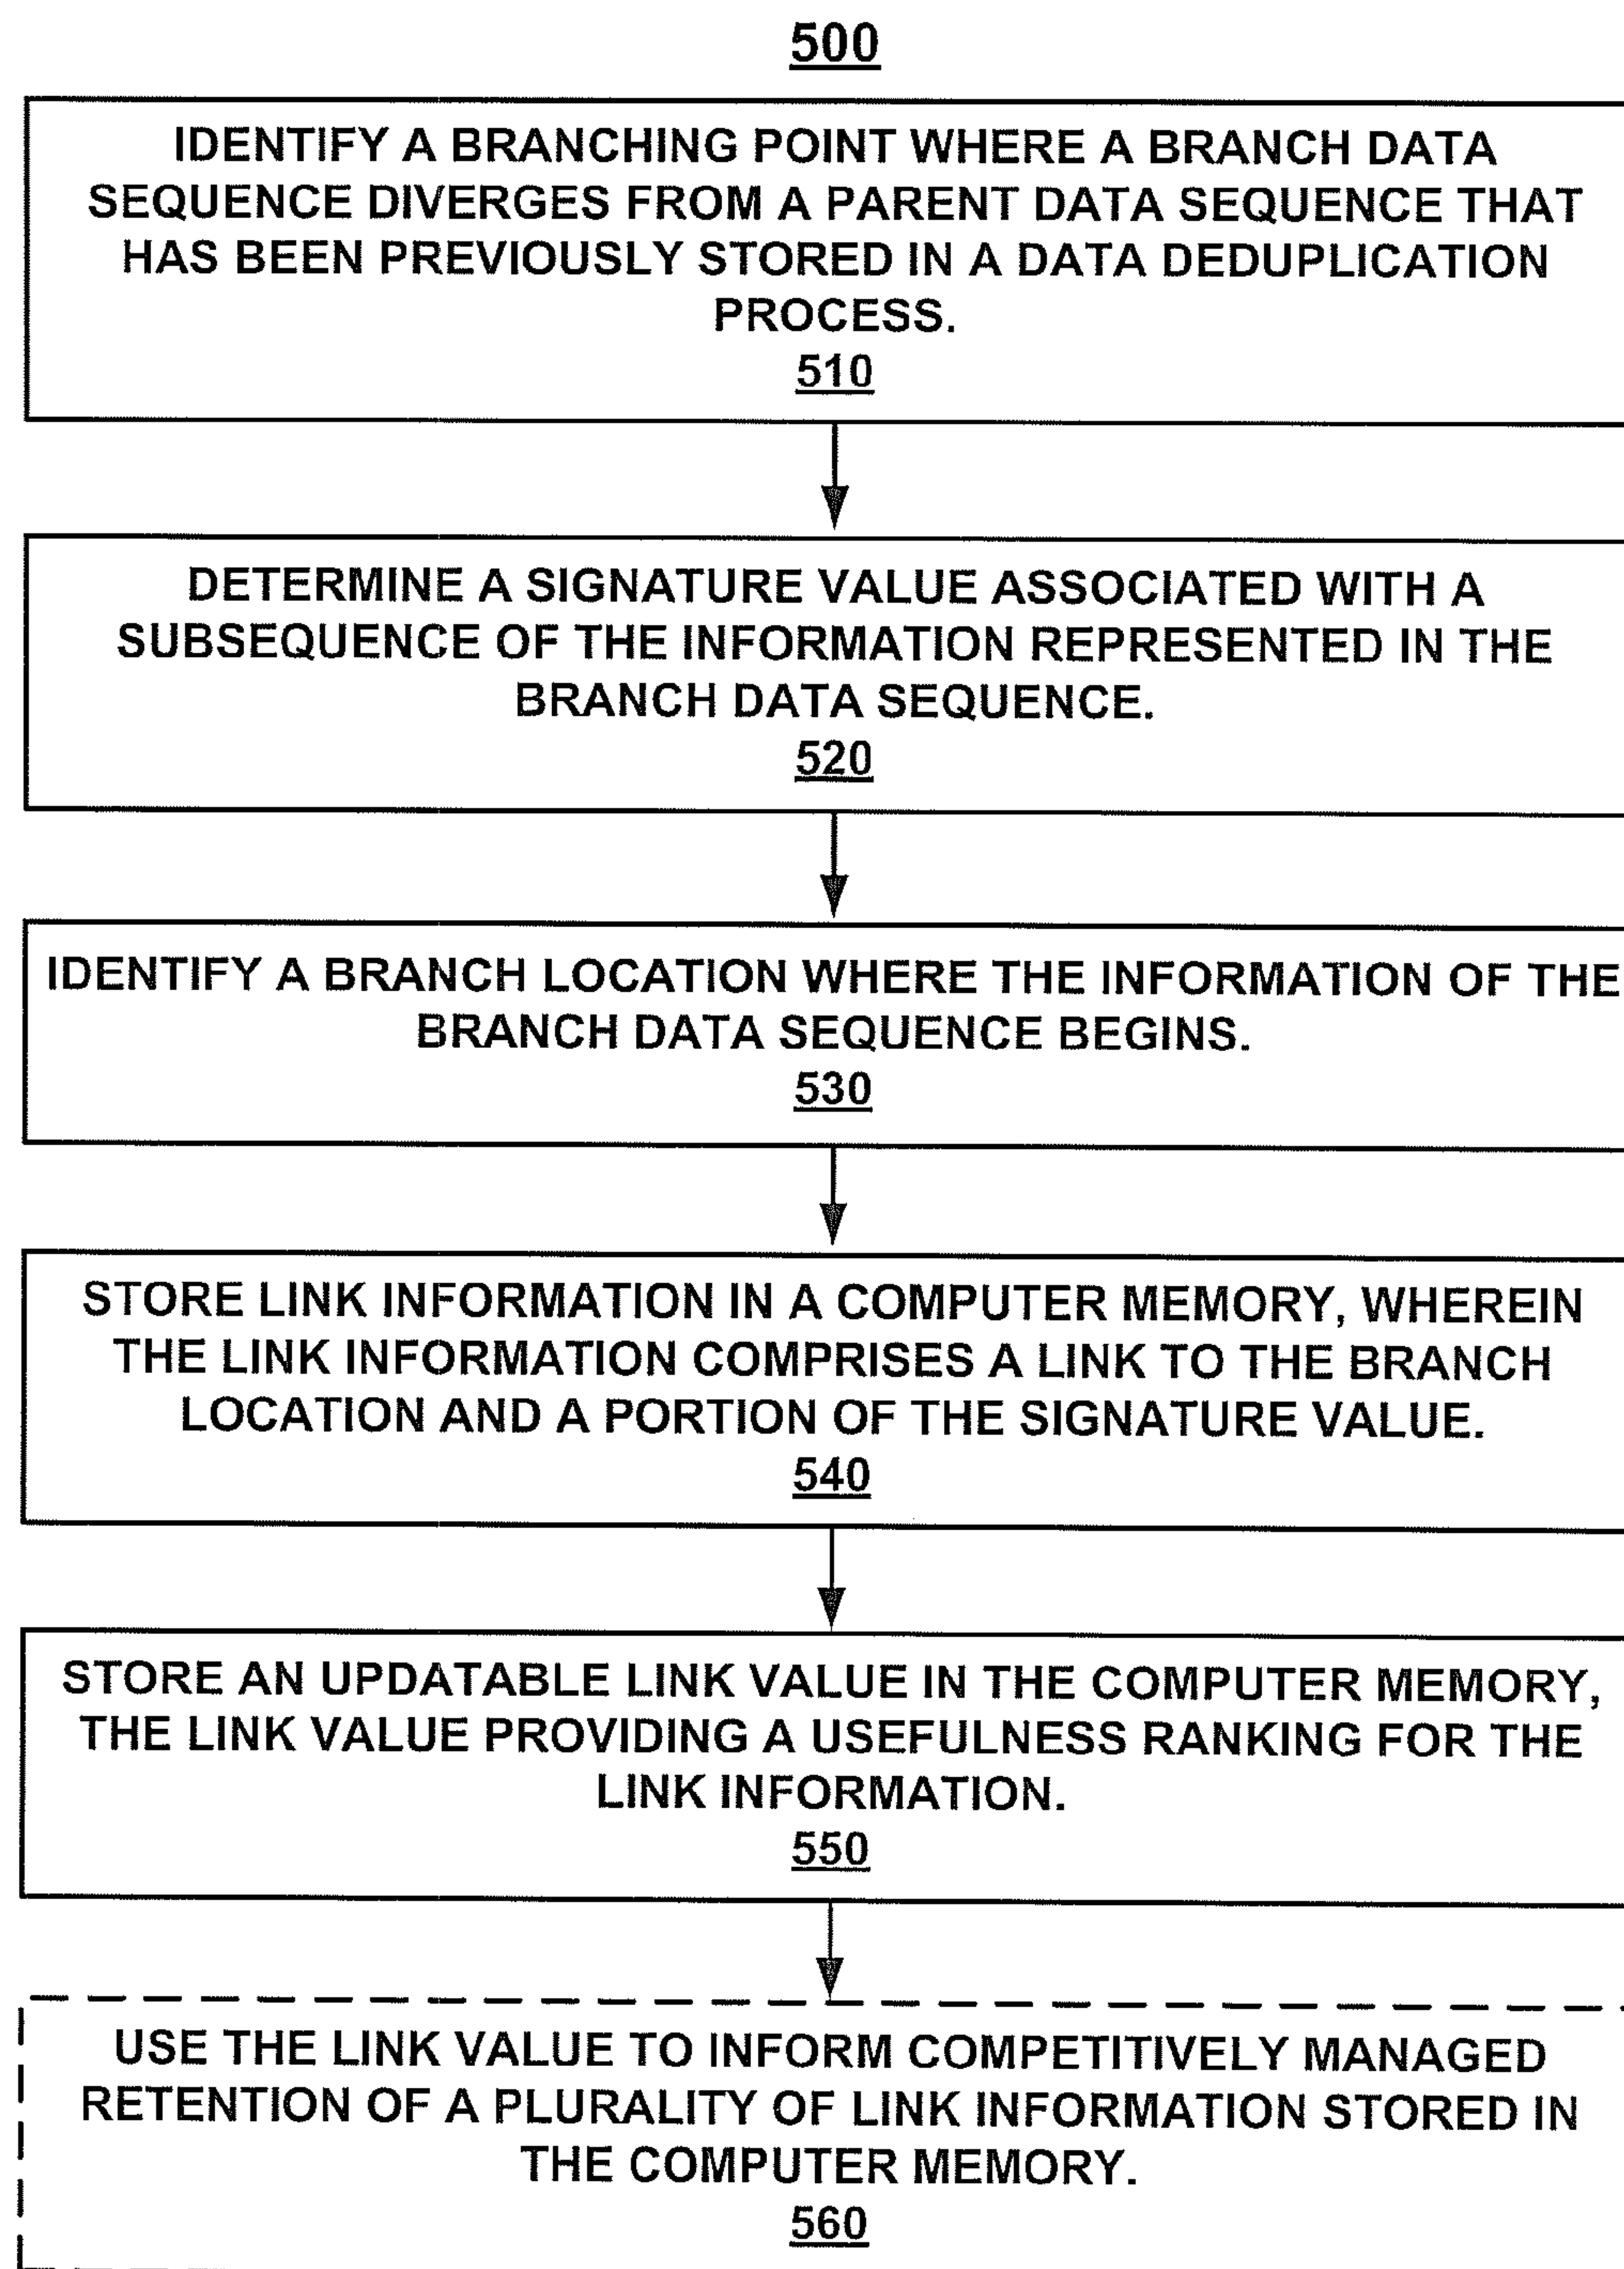 500
IDENTIFY A BRANCHING POINT WHERE A BRANCH DATA
SEQUENCE DIVERGES FROM A PARENT DATA SEQUENCE THAT
HAS BEEN PREVIOUSLY STORED IN A DATA DEDUPLICATION
PROCESS.
510
DETERMINE A SIGNATURE VALUE ASSOCIATED WITH A
SUBSEQUENCE OF THE INFORMATION REPRESENTED IN THE
BRANCH DATA SEQUENCE.
520
IDENTIFY A BRANCH LOCATION WHERE THE INFORMATION OF THE
BRANCH DATA SEQUENCE BEGINS.
530
STORE LINK INFORMATION IN A COMPUTER MEMORY, WHEREIN
THE LINK INFORMATION COMPRISES A LINK TO THE BRANCH
LOCATION AND A PORTION OF THE SIGNATURE VALUE.
540
STORE AN UPDATABLE LINK VALUE IN THE COMPUTER MEMORY,
THE LINK VALUE PROVIDING A USEFULNESS RANKING FOR THE
LINK INFORMATION.
550
USE THE LINK VALUE TO INFORM COMPETITIVELY MANAGED
RETENTION OF A PLURALITY OF LINK INFORMATION STORED IN
THE COMPUTER MEMORY.
560